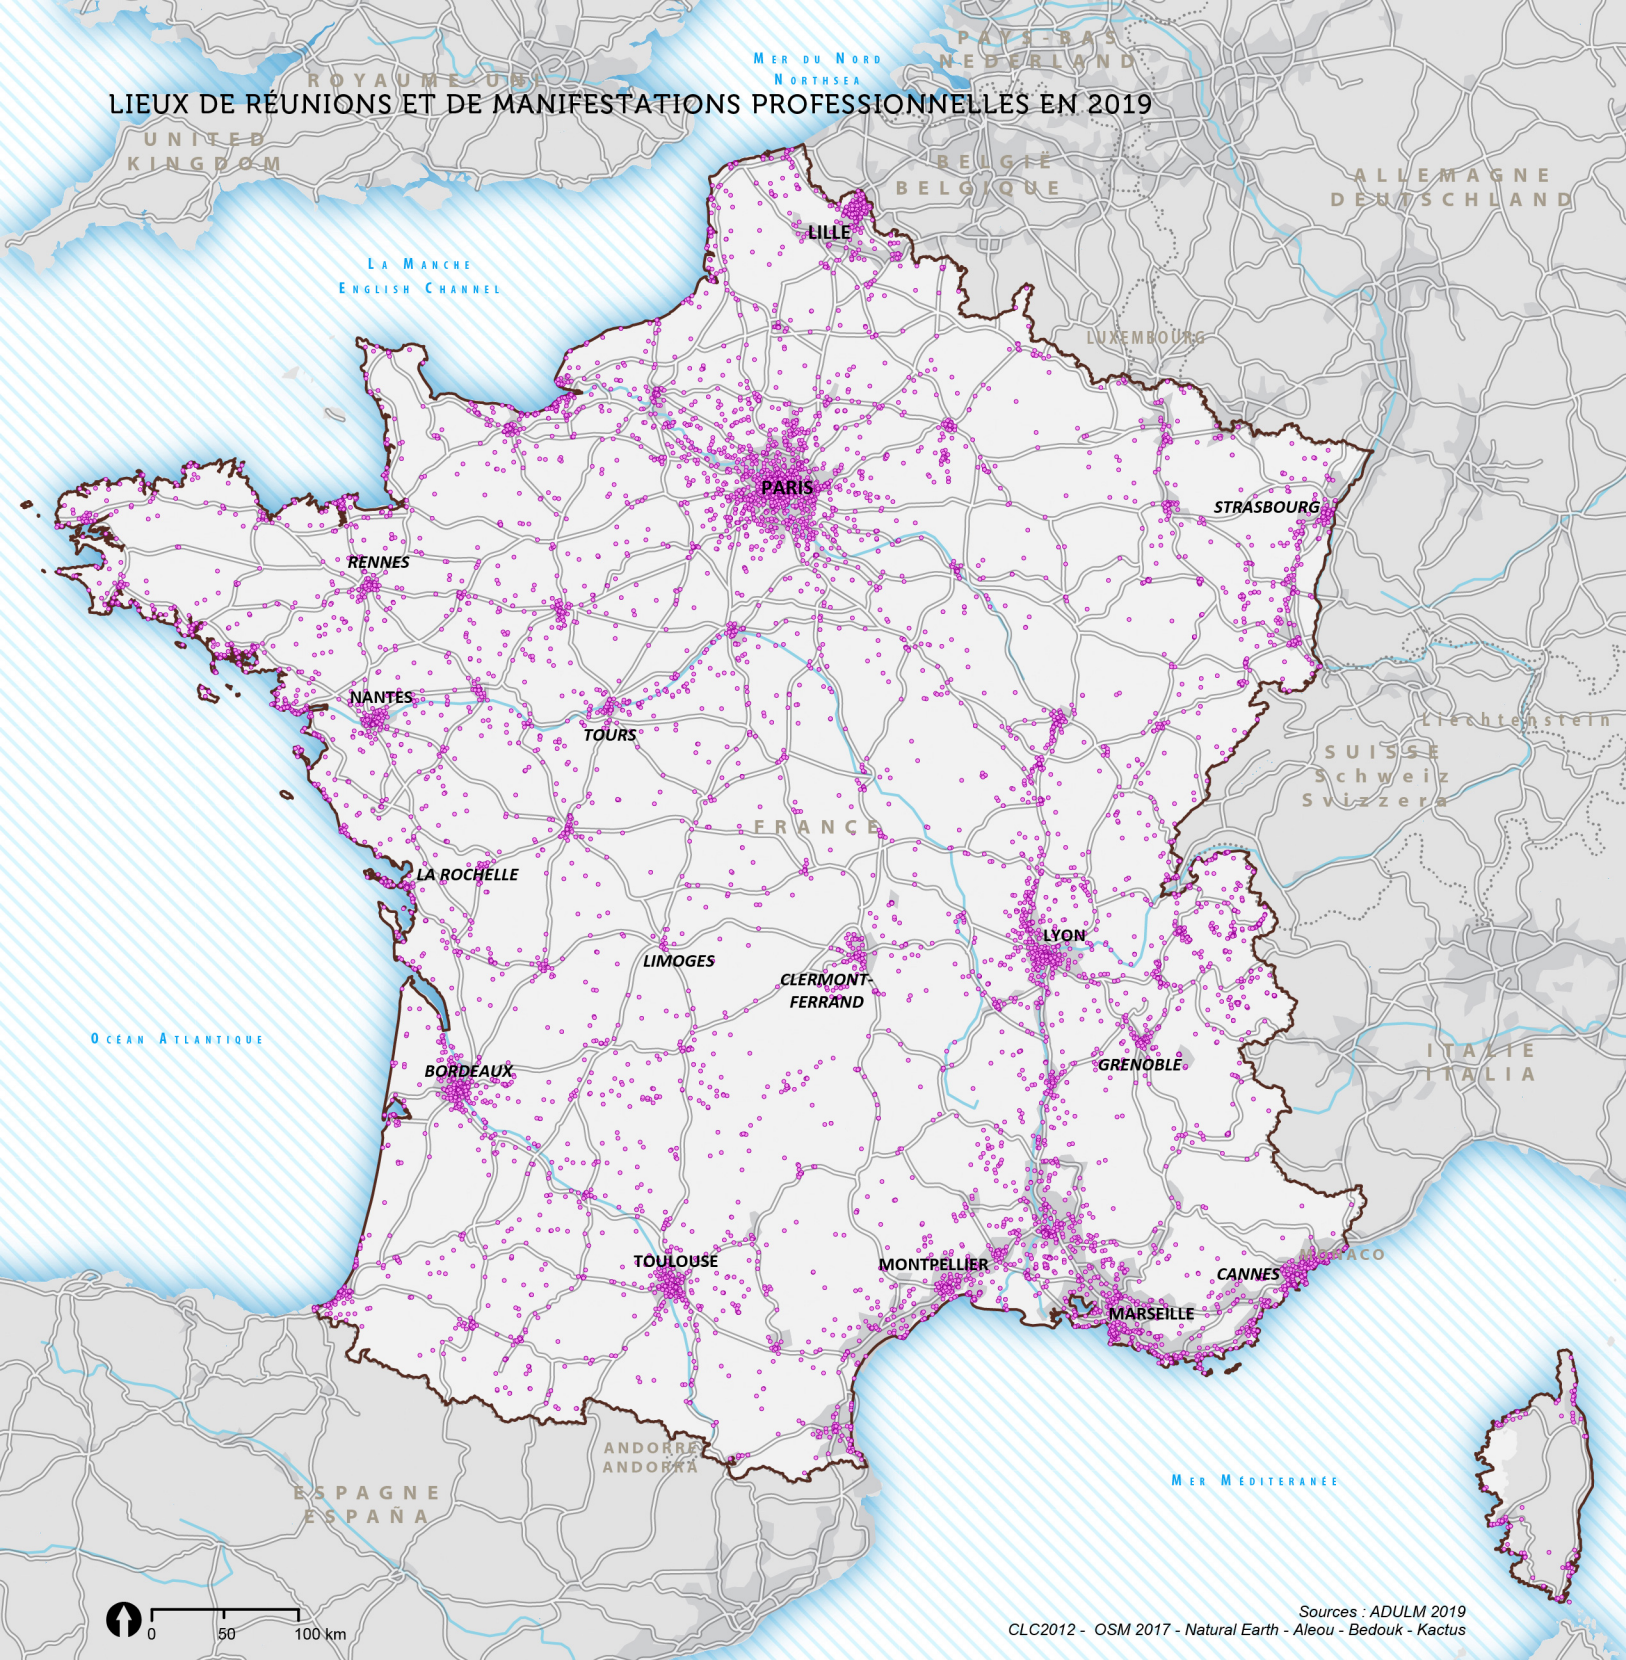 MER DU NORD
NORTHSEA
PAYS-BAS
NEDERLAND
ROYAUME-UNI
LIEUX DE RÉUNIONS ET DE MANIFESTATIONS PROFESSIONNELLES EN 2019
UNITED
KINGDOM
BELGIË
BELGIQUE
ALLEMAGNE
DEUTSCHLAND
LILLE
LA MANCHE
ENGLISH CHANNEL
LUXEMBOURG
PARIS
STRASBOURG
RENNES
NANTES
TOURS
Liechtenstein
SUISSE
Schweiz
Svizzera
FRANCE
LA ROCHELLE
LYON
LIMOGES
CLERMONT-
FERRAND
OCÉAN ATLANTIQUE
ITALIE
ITALIA
GRENOBLE
BORDEAUX
MONACO
TOULOUSE
MONTPELLIER
CANNES
MARSEILLE
ANDORRE
ANDORRA
MER MÉDITERANÉE
ESPAGNE
ESPAÑA
0 50 100 km
Sources : ADULM 2019
CLC2012 - OSM 2017 - Natural Earth - Aleou - Bedouk - Kactus